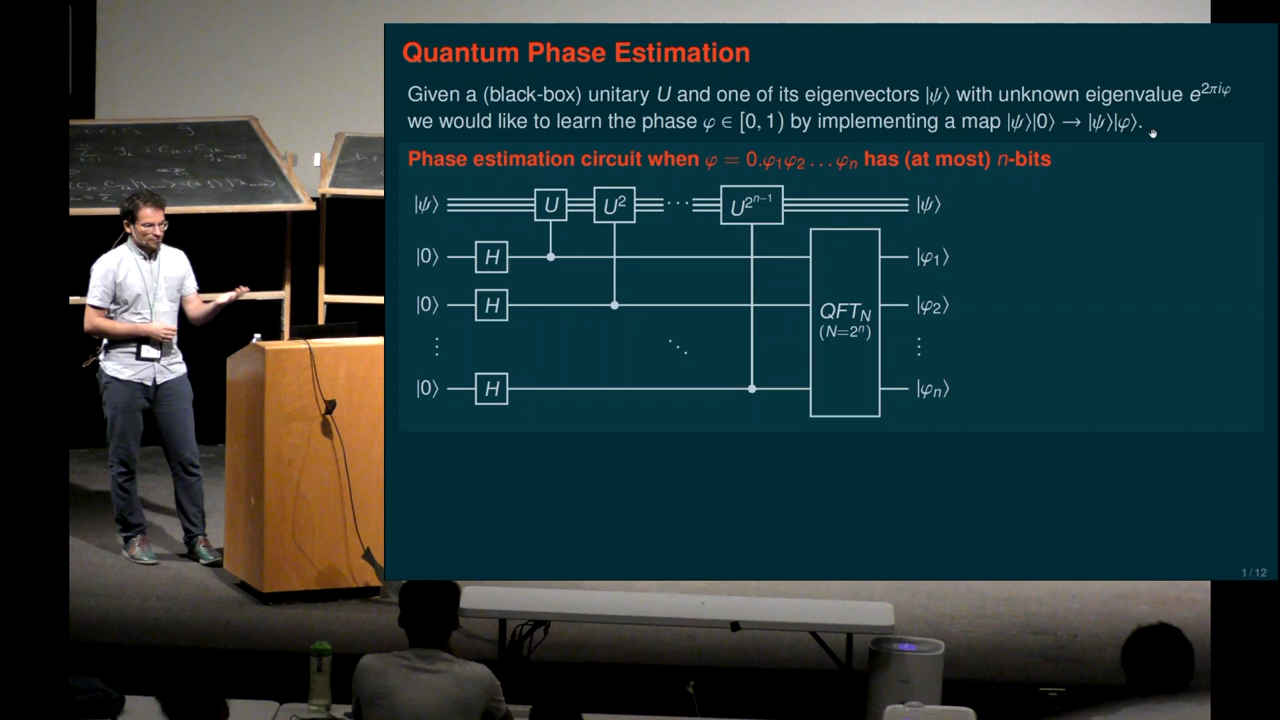 Quantum Phase Estimation
Given a (black-box) unitary U and one of its eigenvectors |ψ⟩ with unknown eigenvalue e^{2πiφ}
we would like to learn the phase φ ∈ [0, 1) by implementing a map |ψ⟩|0⟩ → |ψ⟩|φ⟩.
Phase estimation circuit when φ = 0.φ₁φ₂…φₙ has (at most) n-bits
|ψ⟩ U U² ⋯ U^{2^{n−1}} |ψ⟩
|0⟩ H |φ₁⟩
|0⟩ H |φ₂⟩
QFT_N
(N=2ⁿ)
⋮ ⋱ ⋮
|0⟩ H |φₙ⟩
1 / 12